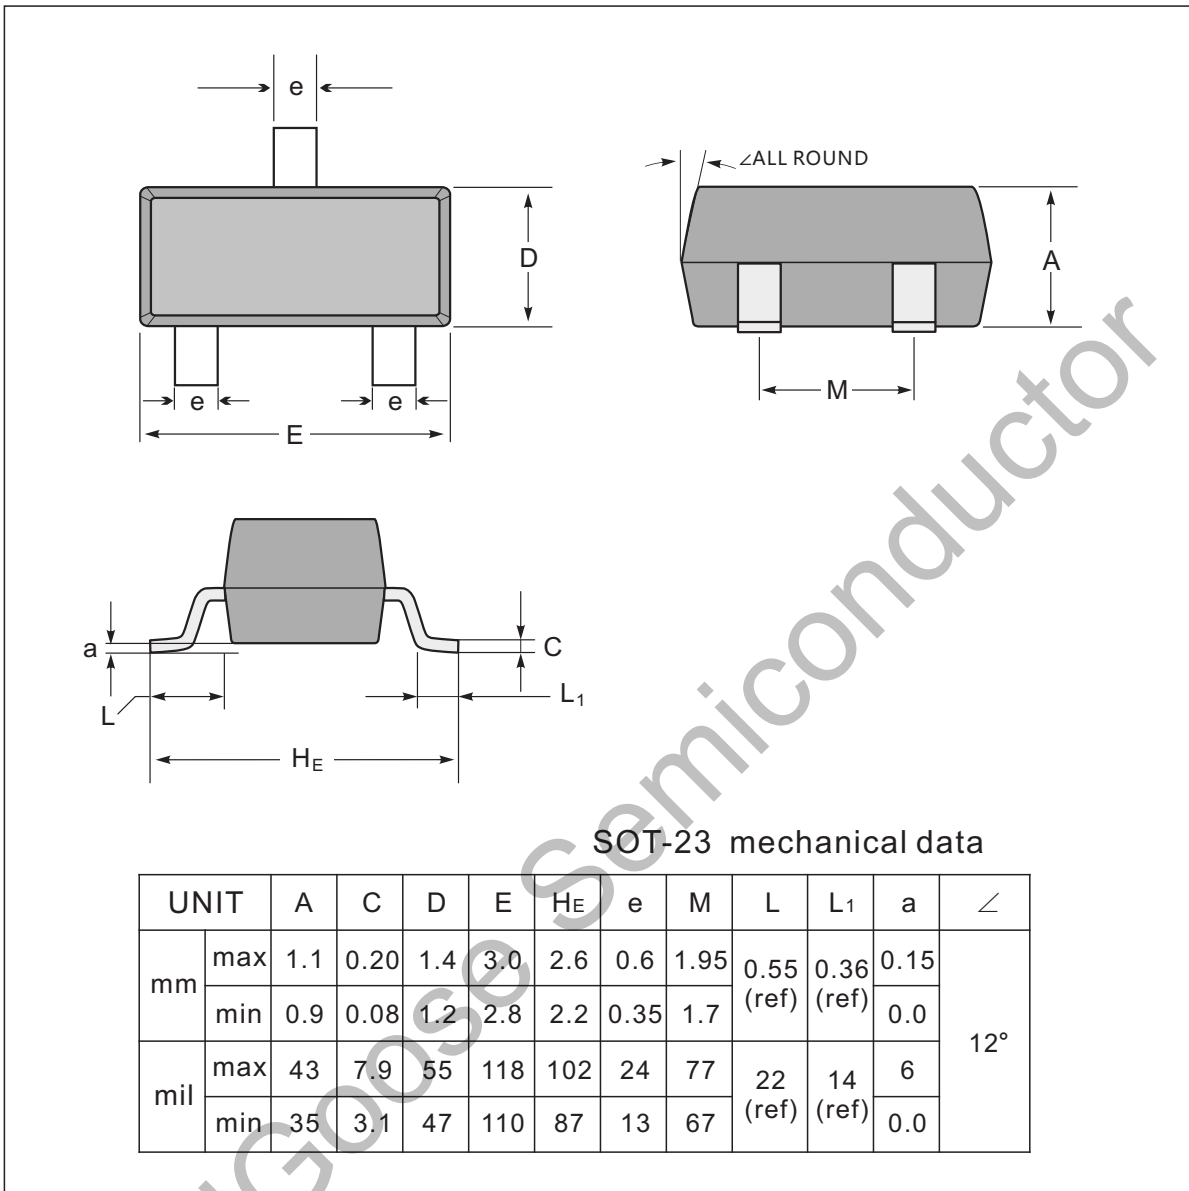 e
∠ALL ROUND
D
A
M
e e
E
a
C
L
L1
HE
SOT-23 mechanical data
UNIT A C D E HE e M L L1 a ∠
mm max 1.1 0.20 1.4 3.0 2.6 0.6 1.95 0.55 (ref) 0.36 (ref) 0.15 12°
min 0.9 0.08 1.2 2.8 2.2 0.35 1.7 0.0
mil max 43 7.9 55 118 102 24 77 22 (ref) 14 (ref) 6
min 35 3.1 47 110 87 13 67 0.0
Goose Semiconductor